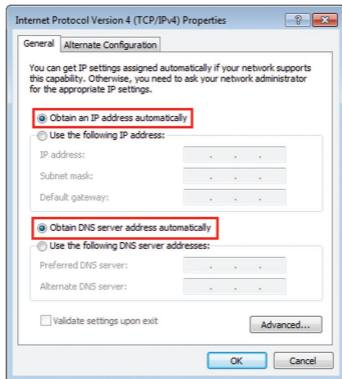 Internet Protocol Version 4 (TCP/IPv4) Properties
General
Alternate Configuration
You can get IP settings assigned automatically if your network supports
this capability. Otherwise, you need to ask your network administrator
for the appropriate IP settings.
Obtain an IP address automatically
Use the following IP address:
IP address:
Subnet mask:
Default gateway:
Obtain DNS server address automatically
Use the following DNS server addresses:
Preferred DNS server:
Alternate DNS server:
Validate settings upon exit
Advanced...
OK
Cancel